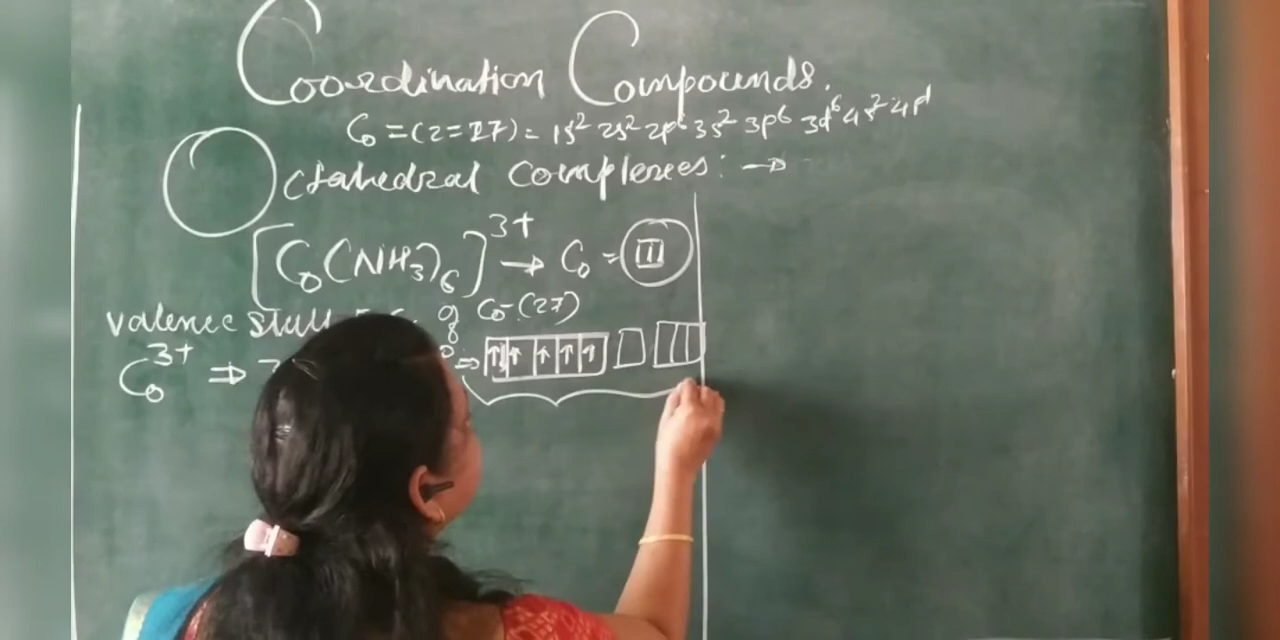 Coordination Compounds.
Co = (Z=27) = 1s² 2s² 2p⁶ 3s² 3p⁶ 3d⁶ 4s² 4p¹
Octahedral complexes: →
[Co(NH₃)₆]³⁺ → Co = III
valence shell of Co-(27)
Co³⁺ ⇒ ⇒ ↑↓ ↑ ↑ ↑ ↑